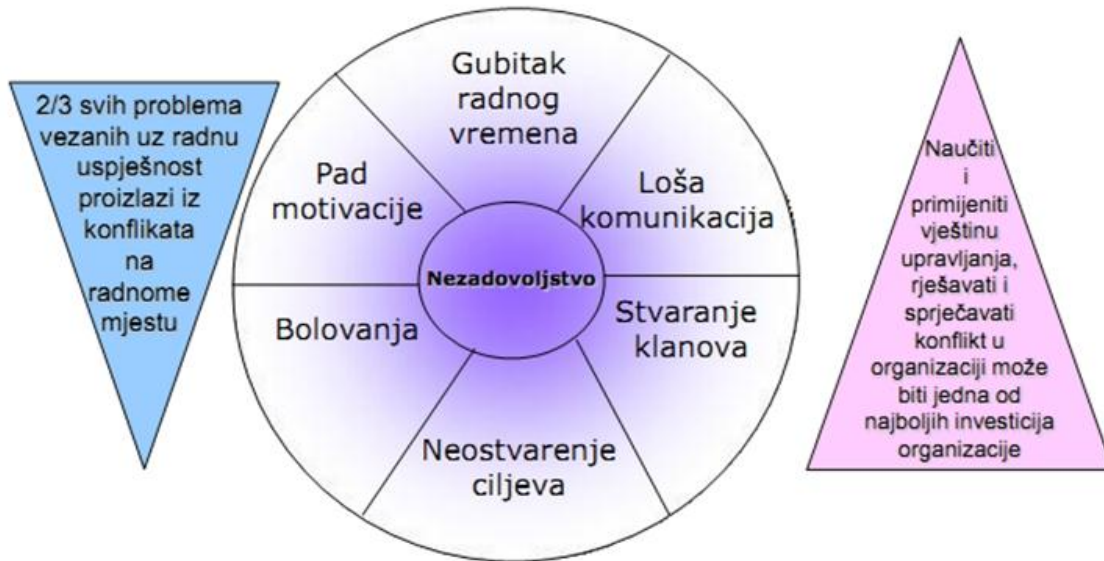 2/3 svih problema
vezanih uz radnu
uspješnost
proizlazi iz
konflikata
na
radnome
mjestu
Gubitak
radnog
vremena
Pad
motivacije
Loša
komunikacija
Nezadovoljstvo
Bolovanja
Stvaranje
klanova
Neostvarenje
ciljeva
Naučiti
i
primijeniti
vještinu
upravljanja,
rješavati i
sprječavati
konflikt u
organizaciji može
biti jedna od
najboljih investicija
organizacije